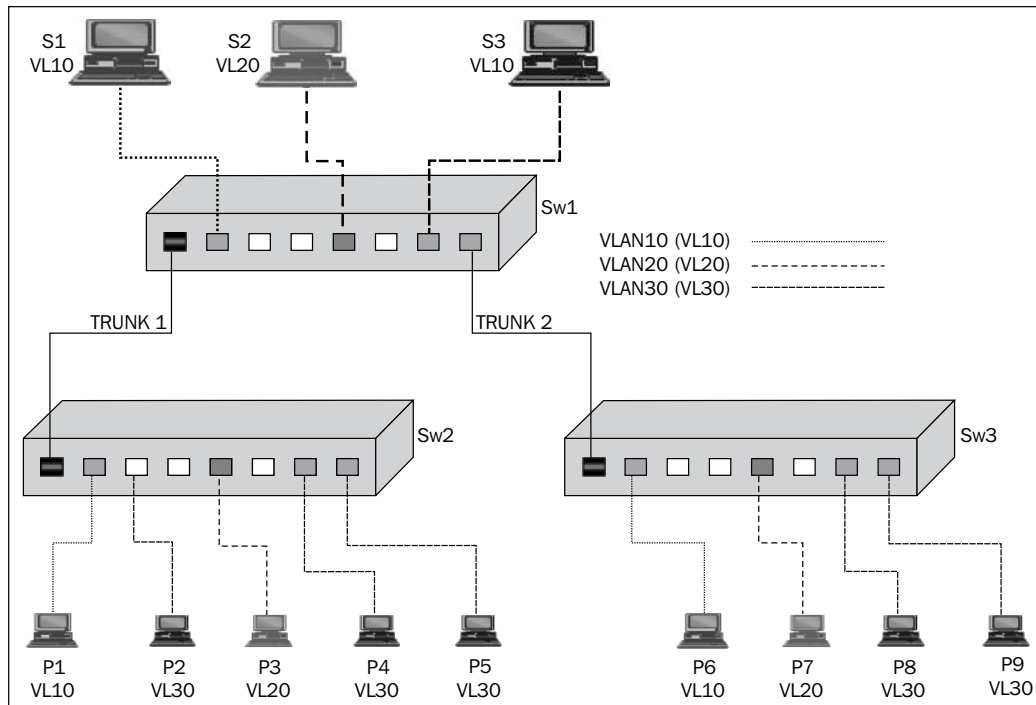 S1
VL10
S2
VL20
S3
VL10
Sw1
VLAN10 (VL10)
VLAN20 (VL20)
VLAN30 (VL30)
TRUNK 1
TRUNK 2
Sw2
Sw3
P1
VL10
P2
VL30
P3
VL20
P4
VL30
P5
VL30
P6
VL10
P7
VL20
P8
VL30
P9
VL30